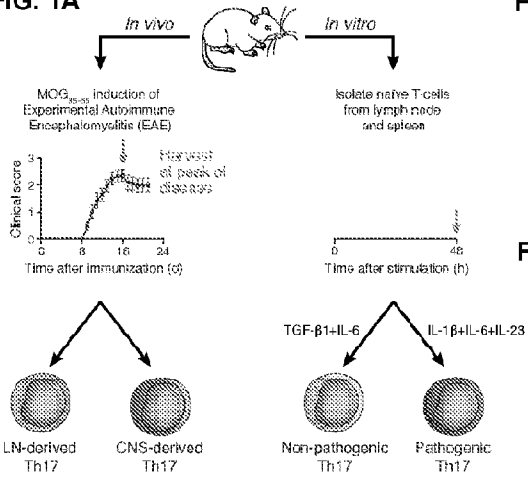 FIG. 1A
In vivo
In vitro
MOG35-55 induction of
Experimental Autoimmune
Encephalomyelitis (EAE)
Isolate naïve T-cells
from lymph node
and spleen
Harvest
at peak of
disease
Clinical score
3
2
1
0
0 8 16 24
Time after immunization (d)
0 48
Time after stimulation (h)
TGF-β1+IL-6
IL-1β+IL-6+IL-23
LN-derived
Th17
CNS-derived
Th17
Non-pathogenic
Th17
Pathogenic
Th17